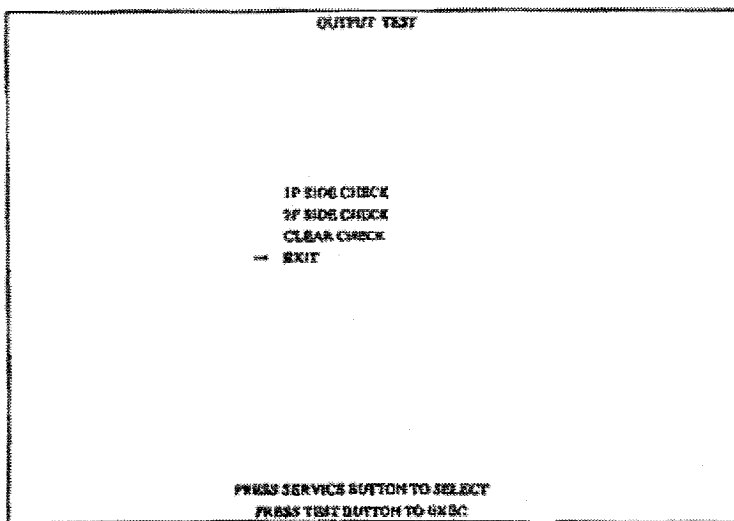 OUTPUT TEST
1P SIDE CHECK
2P SIDE CHECK
CLEAR CHECK
→ EXIT
PRESS SERVICE BUTTON TO SELECT
PRESS TEST BUTTON TO EXEC